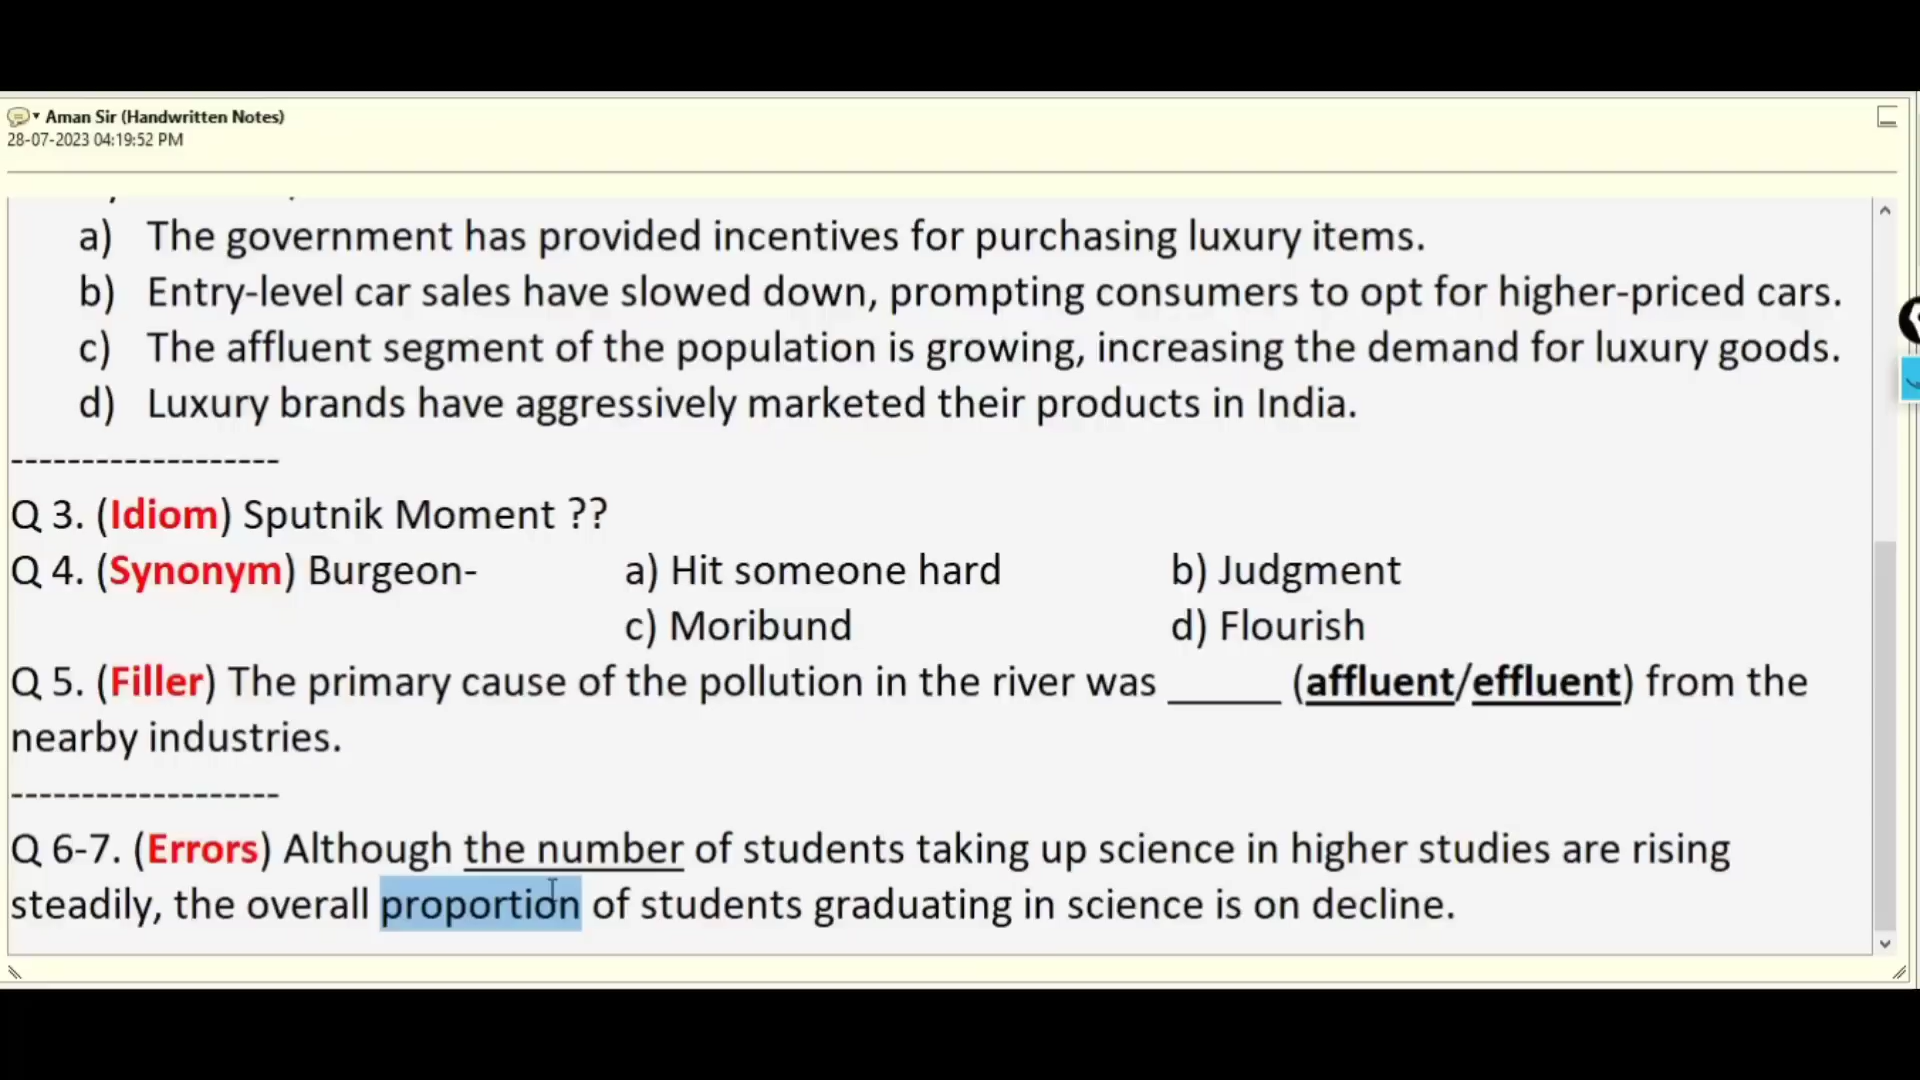 Aman Sir (Handwritten Notes)
28-07-2023 04:19:52 PM
a) The government has provided incentives for purchasing luxury items.
b) Entry-level car sales have slowed down, prompting consumers to opt for higher-priced cars.
c) The affluent segment of the population is growing, increasing the demand for luxury goods.
d) Luxury brands have aggressively marketed their products in India.
-------------------
Q 3. (Idiom) Sputnik Moment ??
Q 4. (Synonym) Burgeon- a) Hit someone hard b) Judgment
c) Moribund d) Flourish
Q 5. (Filler) The primary cause of the pollution in the river was _____ (affluent/effluent) from the
nearby industries.
-------------------
Q 6-7. (Errors) Although the number of students taking up science in higher studies are rising
steadily, the overall proportion of students graduating in science is on decline.